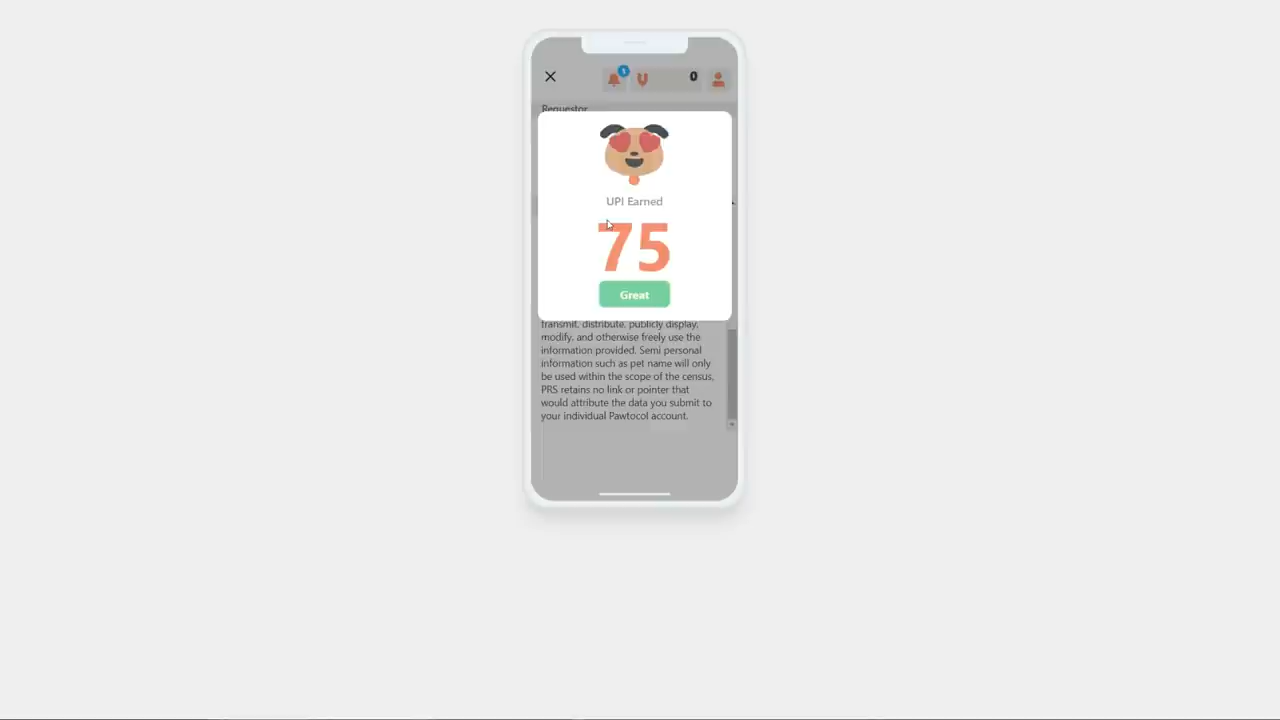 1
0
Requestor
UPI Earned
75
Great
transmit, distribute, publicly display,
modify, and otherwise freely use the
information provided. Semi personal
information such as pet name will only
be used within the scope of the census,
PRS retains no link or pointer that
would attribute the data you submit to
your individual Pawtocol account.